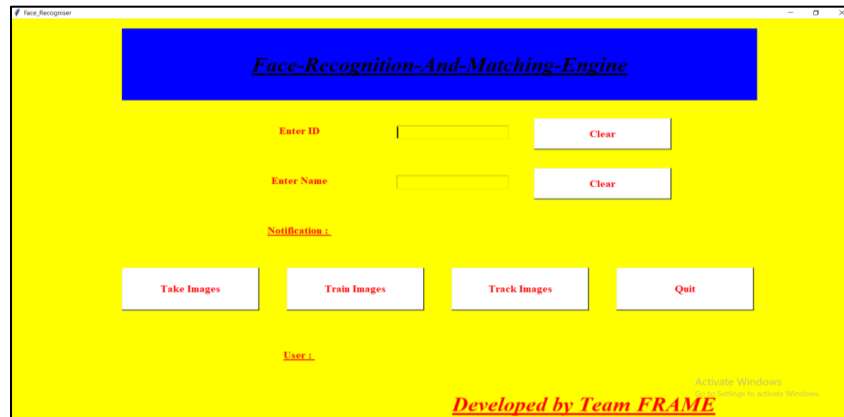 Face_Recogniser
Face-Recognition-And-Matching-Engine
Enter ID
Clear
Enter Name
Clear
Notification :
Take Images Train Images Track Images Quit
User :
Activate Windows
Go to Settings to activate Windows.
Developed by Team FRAME